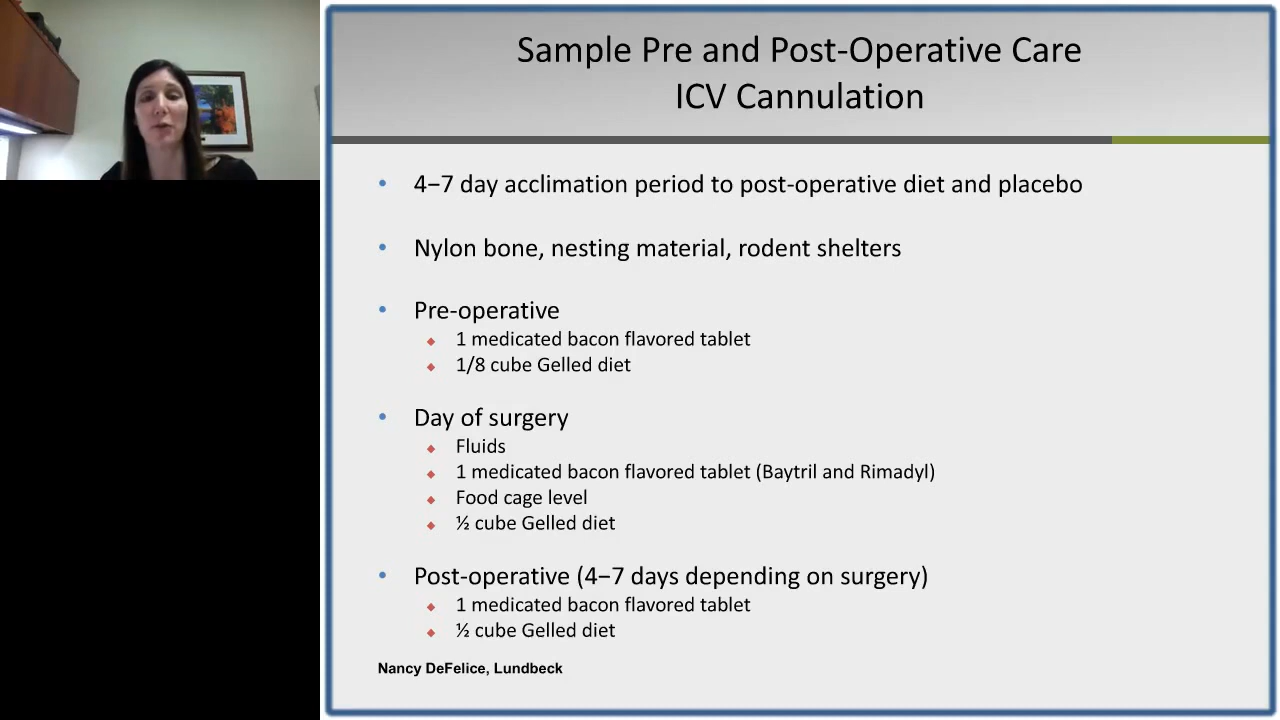 Sample Pre and Post-Operative Care
ICV Cannulation
• 4–7 day acclimation period to post-operative diet and placebo
• Nylon bone, nesting material, rodent shelters
• Pre-operative
◆ 1 medicated bacon flavored tablet
◆ 1/8 cube Gelled diet
• Day of surgery
◆ Fluids
◆ 1 medicated bacon flavored tablet (Baytril and Rimadyl)
◆ Food cage level
◆ ½ cube Gelled diet
• Post-operative (4–7 days depending on surgery)
◆ 1 medicated bacon flavored tablet
◆ ½ cube Gelled diet
Nancy DeFelice, Lundbeck